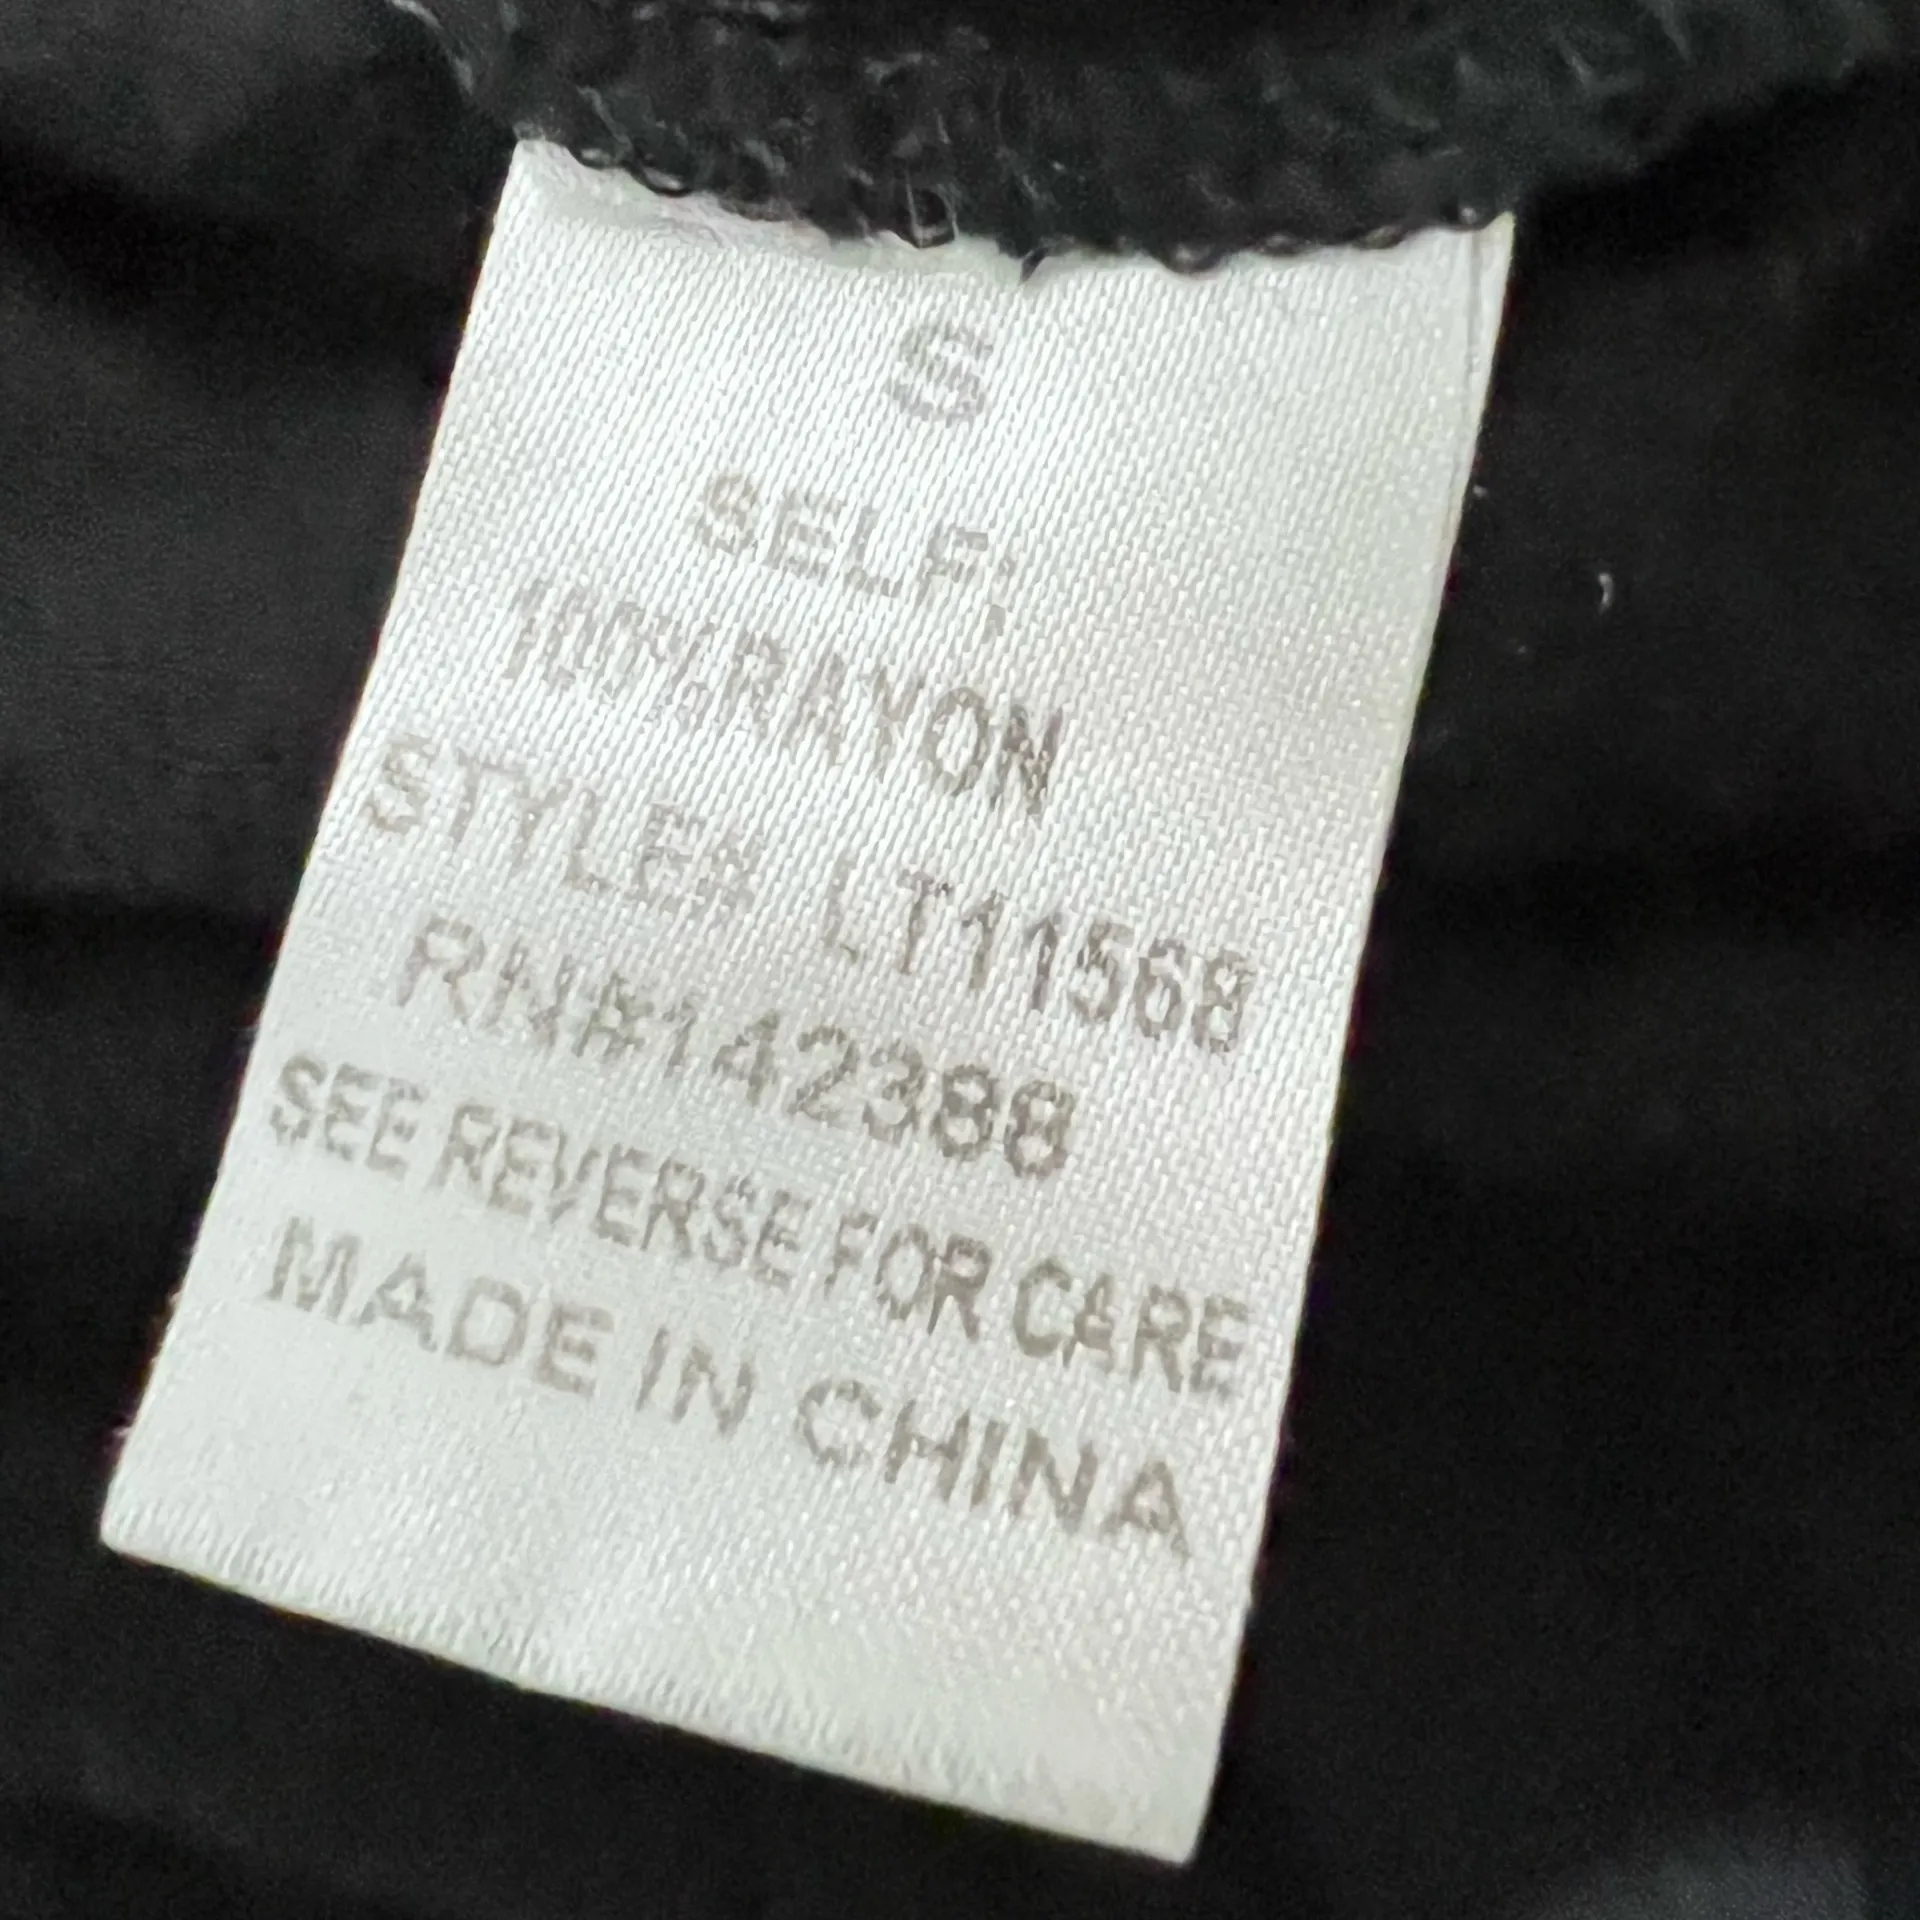 S
SELF:
100%RAYON
STYLE# LT11568
RN#142388
SEE REVERSE FOR CARE
MADE IN CHINA